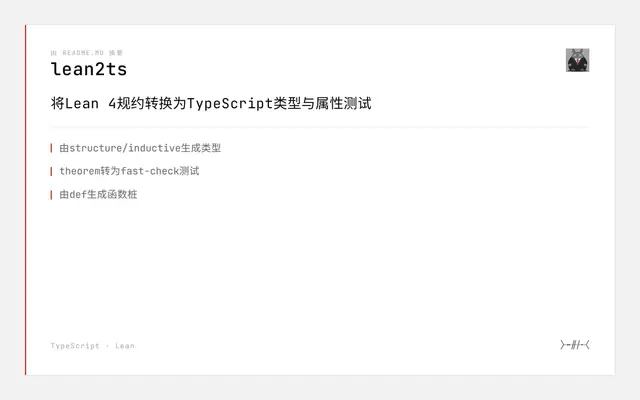 由 README.MD 摘要
lean2ts
将Lean 4规约转换为TypeScript类型与属性测试
由structure/inductive生成类型
theorem转为fast-check测试
由def生成函数桩
TypeScript · Lean